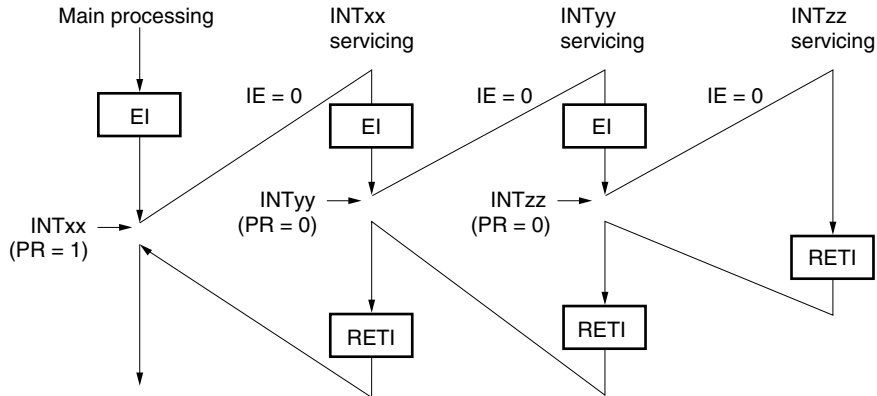 Main processing
INTxx
servicing
INTyy
servicing
INTzz
servicing
IE = 0
IE = 0
IE = 0
EI
EI
EI
INTxx
(PR = 1)
INTyy
(PR = 0)
INTzz
(PR = 0)
RETI
RETI
RETI